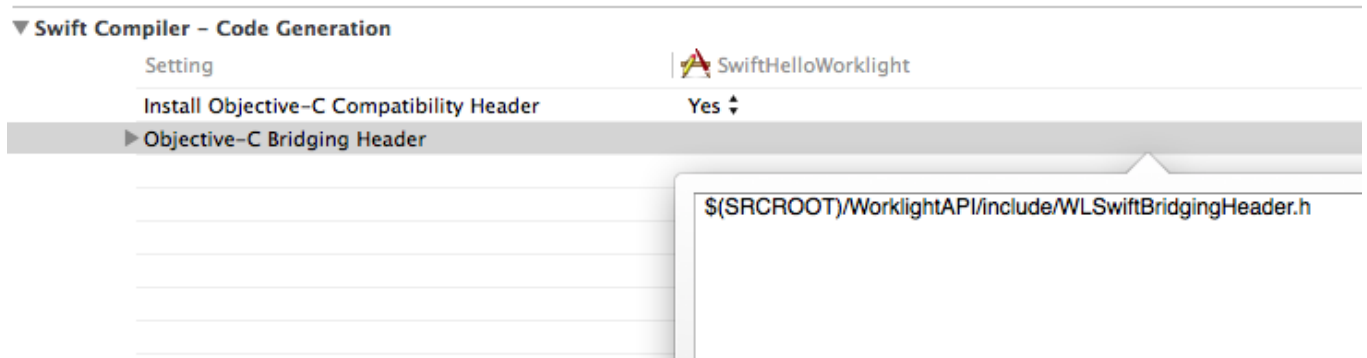 Swift Compiler – Code Generation
Setting SwiftHelloWorklight
Install Objective-C Compatibility Header Yes
Objective-C Bridging Header
$(SRCROOT)/WorklightAPI/include/WLSwiftBridgingHeader.h